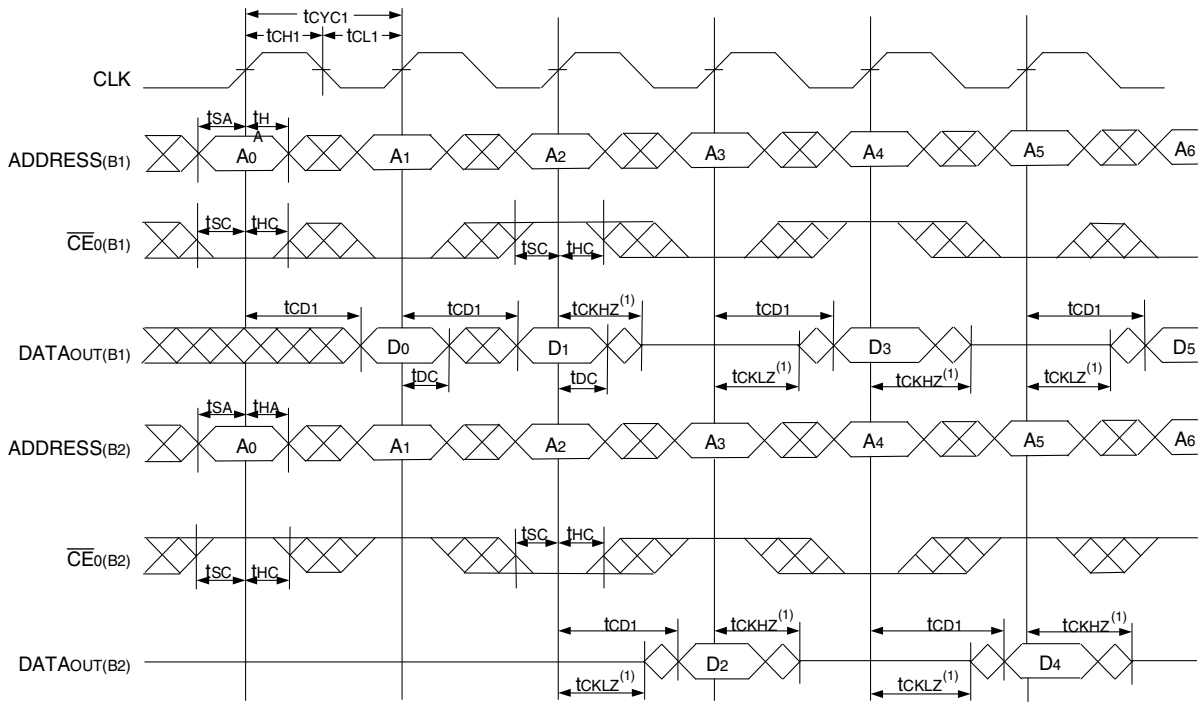 tCYC1
tCH1 tCL1
CLK
tSA tH
A
ADDRESS(B1) A0 A1 A2 A3 A4 A5 A6
CE0(B1) tSC tHC tSC tHC
tCD1 tCD1 tCKHZ(1) tCD1 tCD1
DATAOUT(B1) D0 D1 D3 D5
tDC tDC tCKLZ(1) tCKHZ(1) tCKLZ(1)
tSA tHA
ADDRESS(B2) A0 A1 A2 A3 A4 A5 A6
tSC tHC
CE0(B2)
tSC tHC
tCD1 tCKHZ(1) tCD1 tCKHZ(1)
DATAOUT(B2) D2 D4
tCKLZ(1) tCKLZ(1)